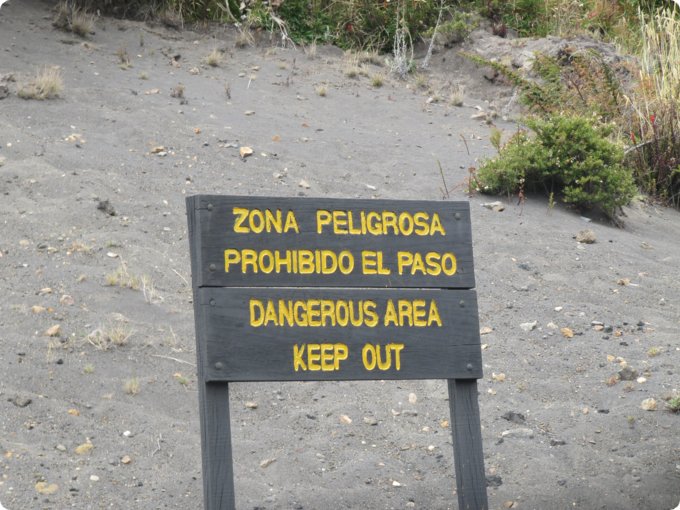 ZONA PELIGROSA
PROHIBIDO EL PASO
DANGEROUS AREA
KEEP OUT